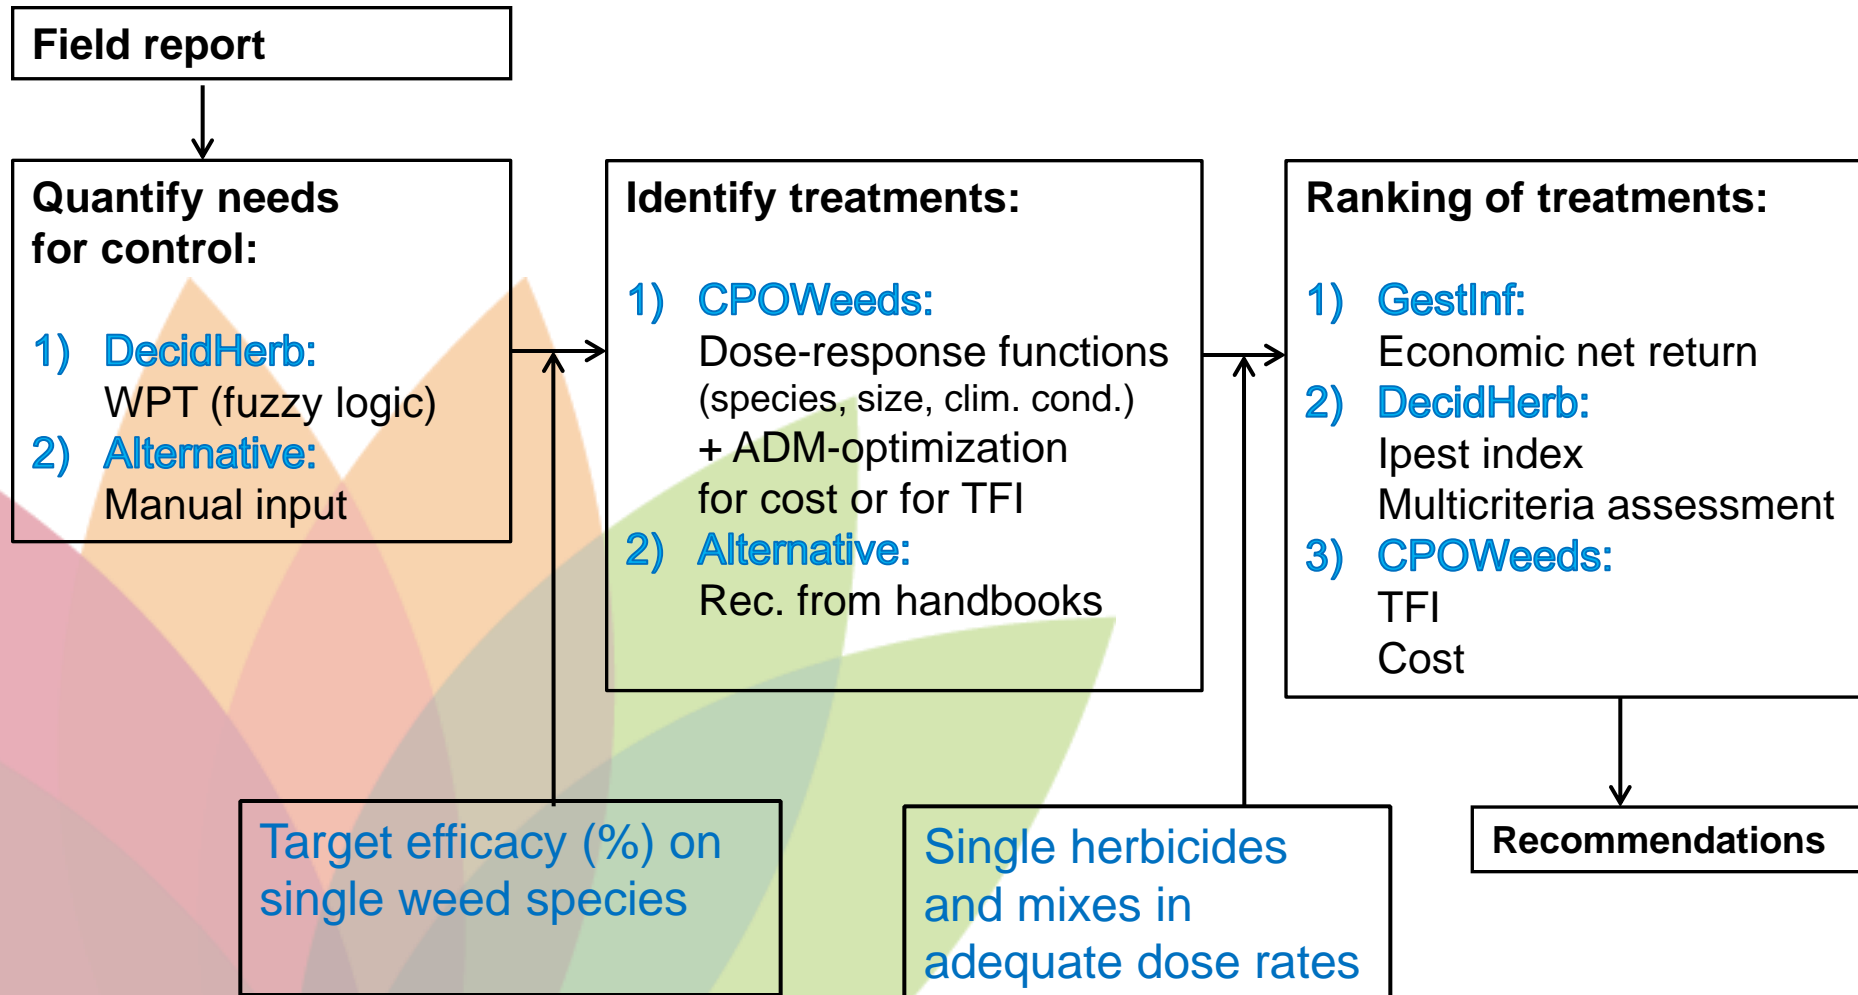 Field report
Quantify needs
for control:
1) DecidHerb:
WPT (fuzzy logic)
2) Alternative:
Manual input
Identify treatments:
1) CPOWeeds:
Dose-response functions
(species, size, clim. cond.)
+ ADM-optimization
for cost or for TFI
2) Alternative:
Rec. from handbooks
Ranking of treatments:
1) GestInf:
Economic net return
2) DecidHerb:
Ipest index
Multicriteria assessment
3) CPOWeeds:
TFI
Cost
Target efficacy (%) on
single weed species
Single herbicides
and mixes in
adequate dose rates
Recommendations